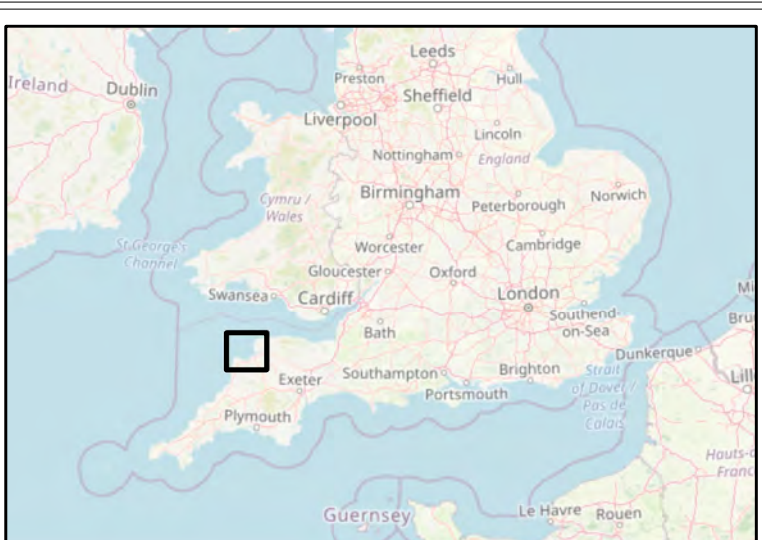 Leeds
Ireland
Dublin
Preston
Hull
Sheffield
Liverpool
Lincoln
Nottingham
England
Birmingham
Norwich
Cymru /
Wales
Peterborough
St George's
Channel
Worcester
Cambridge
Gloucester
Oxford
Swansea
Cardiff
London
Southend-
on-Sea
Bath
Dunkerque
Exeter
Southampton
Brighton
Strait
of Dover /
Pas de
Calais
Portsmouth
Plymouth
Guernsey
Le Havre
Rouen